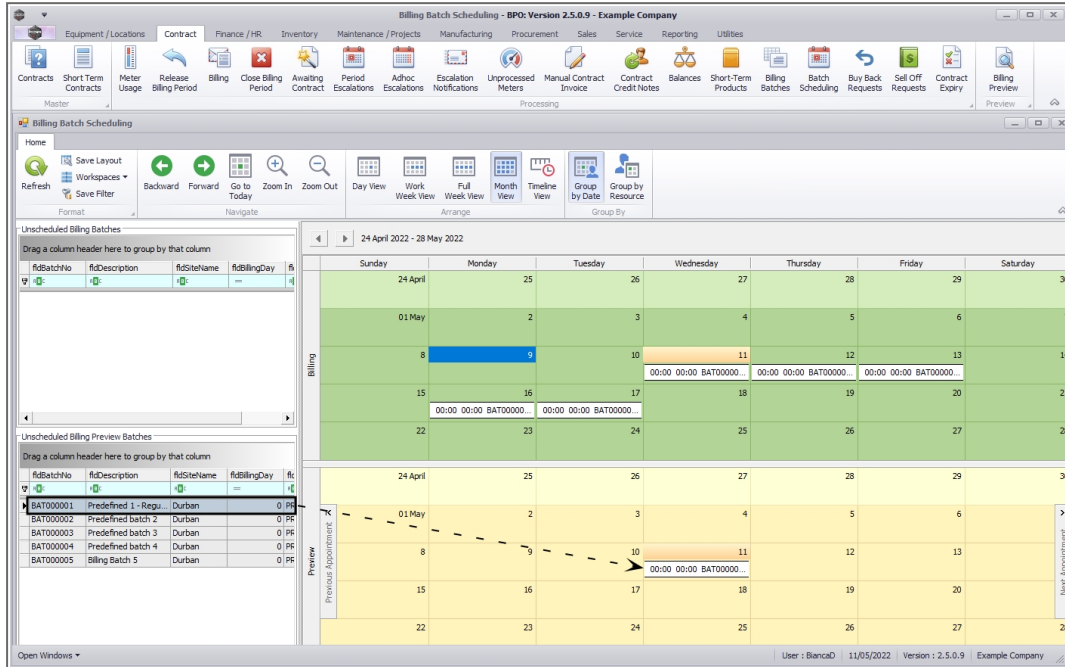 Billing Batch Scheduling - BPO: Version 2.5.0.9 - Example Company
Equipment / Locations Contract Finance / HR Inventory Maintenance / Projects Manufacturing Procurement Sales Service Reporting Utilities
Contracts Short Term Contracts Meter Usage Release Billing Period Billing Close Billing Period Awaiting Contract Period Escalations Adhoc Escalations Escalation Notifications Unprocessed Meters Manual Contract Invoice Contract Credit Notes Balances Short-Term Products Billing Batches Batch Scheduling Buy Back Requests Sell Off Requests Contract Expiry Billing Preview
Master Processing Preview
Billing Batch Scheduling
Home
Refresh Save Layout Workspaces Save Filter Backward Forward Go to Today Zoom In Zoom Out Day View Work Week View Full Week View Month View Timeline View Group by Date Group by Resource
Format Navigate Arrange Group By
Unscheduled Billing Batches
Drag a column header here to group by that column
fldBatchNo fldDescription fldSiteName fldBillingDay
24 April 2022 - 28 May 2022
Sunday Monday Tuesday Wednesday Thursday Friday Saturday
Billing
24 April 25 26 27 28 29
01 May 2 3 4 5 6
8 9 10 11 12 13
00:00 00:00 BAT00000... 00:00 00:00 BAT00000... 00:00 00:00 BAT00000...
15 16 17 18 19 20
00:00 00:00 BAT00000... 00:00 00:00 BAT00000...
22 23 24 25 26 27
Unscheduled Billing Preview Batches
Drag a column header here to group by that column
fldBatchNo fldDescription fldSiteName fldBillingDay
BAT000001 Predefined 1 - Regu... Durban 0 PR
BAT000002 Predefined batch 2 Durban 0 PR
BAT000003 Predefined batch 3 Durban 0 PR
BAT000004 Predefined batch 4 Durban 0 PR
BAT000005 Billing Batch 5 Durban 0 PR
Preview
Previous Appointment
Next Appointment
24 April 25 26 27 28 29
01 May 2 3 4 5 6
8 9 10 11 12 13
00:00 00:00 BAT00000...
15 16 17 18 19 20
22 23 24 25 26 27
Open Windows User : BiancaD 11/05/2022 Version : 2.5.0.9 Example Company